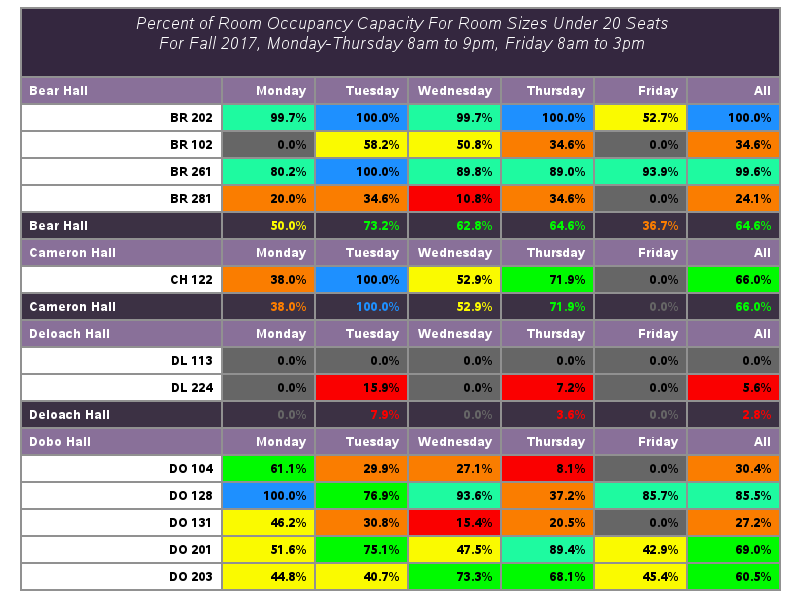 Percent of Room Occupancy Capacity For Room Sizes Under 20 Seats
For Fall 2017, Monday-Thursday 8am to 9pm, Friday 8am to 3pm
Bear Hall Monday Tuesday Wednesday Thursday Friday All
BR 202 99.7% 100.0% 99.7% 100.0% 52.7% 100.0%
BR 102 0.0% 58.2% 50.8% 34.6% 0.0% 34.6%
BR 261 80.2% 100.0% 89.8% 89.0% 93.9% 99.6%
BR 281 20.0% 34.6% 10.8% 34.6% 0.0% 24.1%
Bear Hall 50.0% 73.2% 62.8% 64.6% 36.7% 64.6%
Cameron Hall Monday Tuesday Wednesday Thursday Friday All
CH 122 38.0% 100.0% 52.9% 71.9% 0.0% 66.0%
Cameron Hall 38.0% 100.0% 52.9% 71.9% 0.0% 66.0%
Deloach Hall Monday Tuesday Wednesday Thursday Friday All
DL 113 0.0% 0.0% 0.0% 0.0% 0.0% 0.0%
DL 224 0.0% 15.9% 0.0% 7.2% 0.0% 5.6%
Deloach Hall 0.0% 7.9% 0.0% 3.6% 0.0% 2.8%
Dobo Hall Monday Tuesday Wednesday Thursday Friday All
DO 104 61.1% 29.9% 27.1% 8.1% 0.0% 30.4%
DO 128 100.0% 76.9% 93.6% 37.2% 85.7% 85.5%
DO 131 46.2% 30.8% 15.4% 20.5% 0.0% 27.2%
DO 201 51.6% 75.1% 47.5% 89.4% 42.9% 69.0%
DO 203 44.8% 40.7% 73.3% 68.1% 45.4% 60.5%